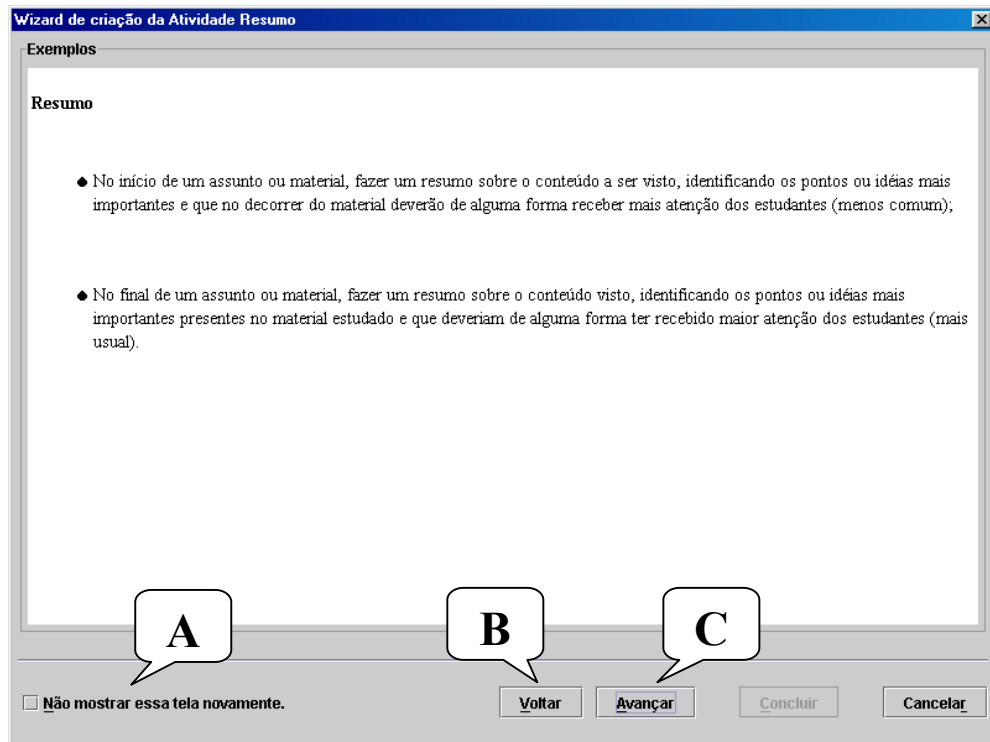 Wizard de criação da Atividade Resumo
Exemplos
Resumo
No início de um assunto ou material, fazer um resumo sobre o conteúdo a ser visto, identificando os pontos ou idéias mais
importantes e que no decorrer do material deverão de alguma forma receber mais atenção dos estudantes (menos comum);
No final de um assunto ou material, fazer um resumo sobre o conteúdo visto, identificando os pontos ou idéias mais
importantes presentes no material estudado e que deveriam de alguma forma ter recebido maior atenção dos estudantes (mais
usual).
A B C
Não mostrar essa tela novamente. Voltar Avançar Concluir Cancelar